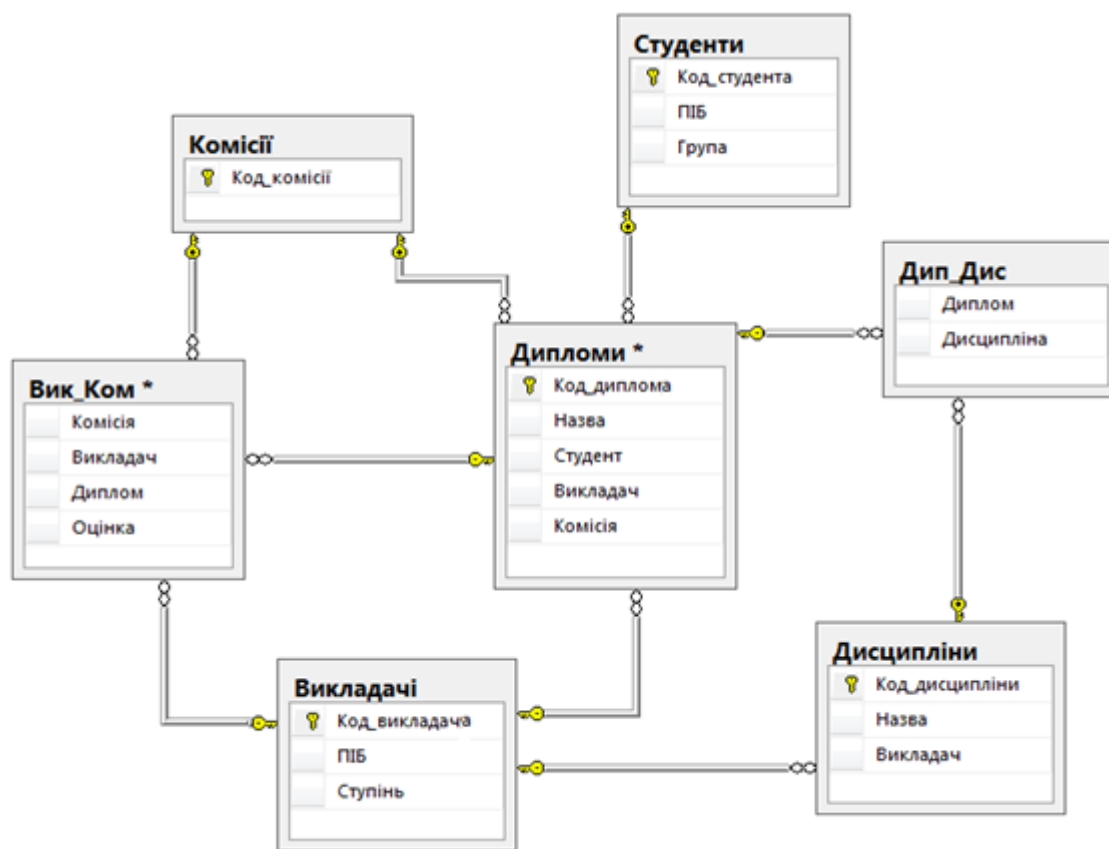 Студенти
Код_студента
ПІБ
Група
Комісії
Код_комісії
Дип_Дис
Диплом
Дисципліна
Дипломи *
Код_диплома
Назва
Студент
Викладач
Комісія
Вик_Ком *
Комісія
Викладач
Диплом
Оцінка
Дисципліни
Код_дисципліни
Назва
Викладач
Викладачі
Код_викладача
ПІБ
Ступінь